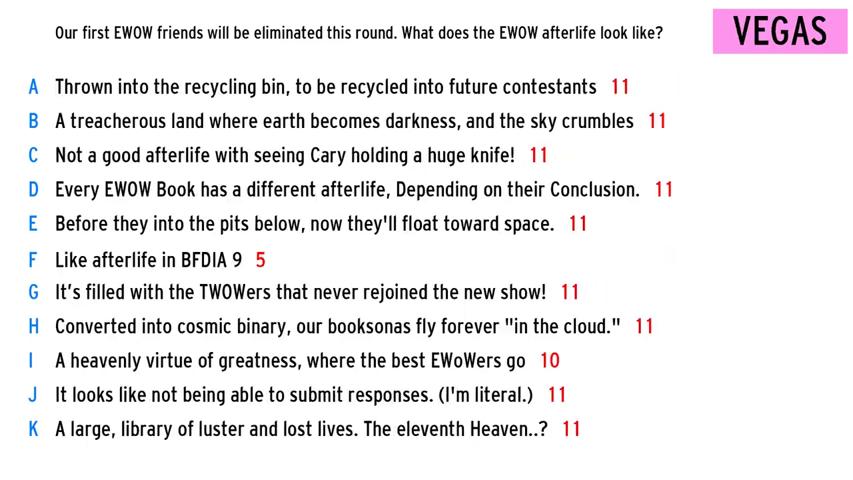 Our first EWOW friends will be eliminated this round. What does the EWOW afterlife look like?
VEGAS
A Thrown into the recycling bin, to be recycled into future contestants 11
B A treacherous land where earth becomes darkness, and the sky crumbles 11
C Not a good afterlife with seeing Cary holding a huge knife! 11
D Every EWOW Book has a different afterlife, Depending on their Conclusion. 11
E Before they into the pits below, now they'll float toward space. 11
F Like afterlife in BFDIA 9 5
G It's filled with the TWOWers that never rejoined the new show! 11
H Converted into cosmic binary, our booksonas fly forever "in the cloud." 11
I A heavenly virtue of greatness, where the best EWoWers go 10
J It looks like not being able to submit responses. (I'm literal.) 11
K A large, library of luster and lost lives. The eleventh Heaven..? 11